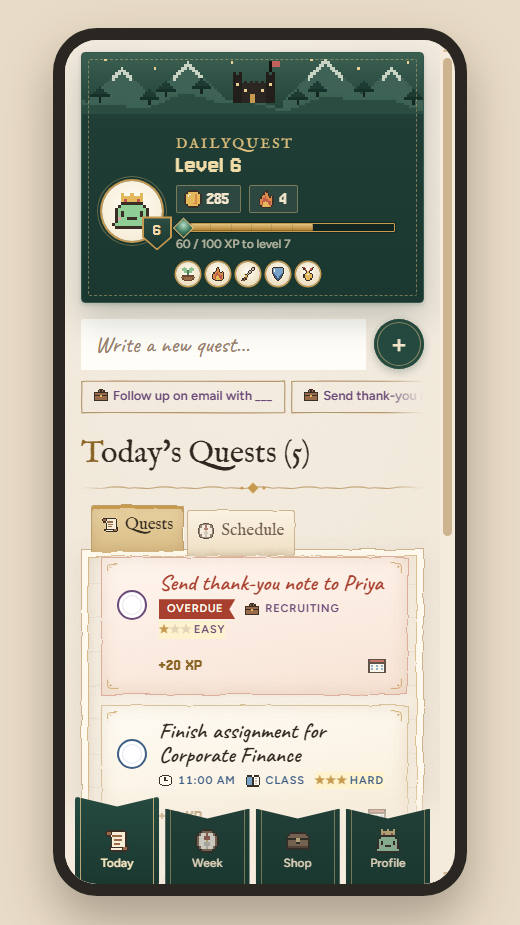 DAILYQUEST
Level 6
285 4
6
60 / 100 XP to level 7
Write a new quest...
+
Follow up on email with ___
Send thank-you
Today's Quests (5)
Quests
Schedule
Send thank-you note to Priya
OVERDUE RECRUITING
EASY
+20 XP
Finish assignment for
Corporate Finance
11:00 AM CLASS HARD
Today Week Shop Profile